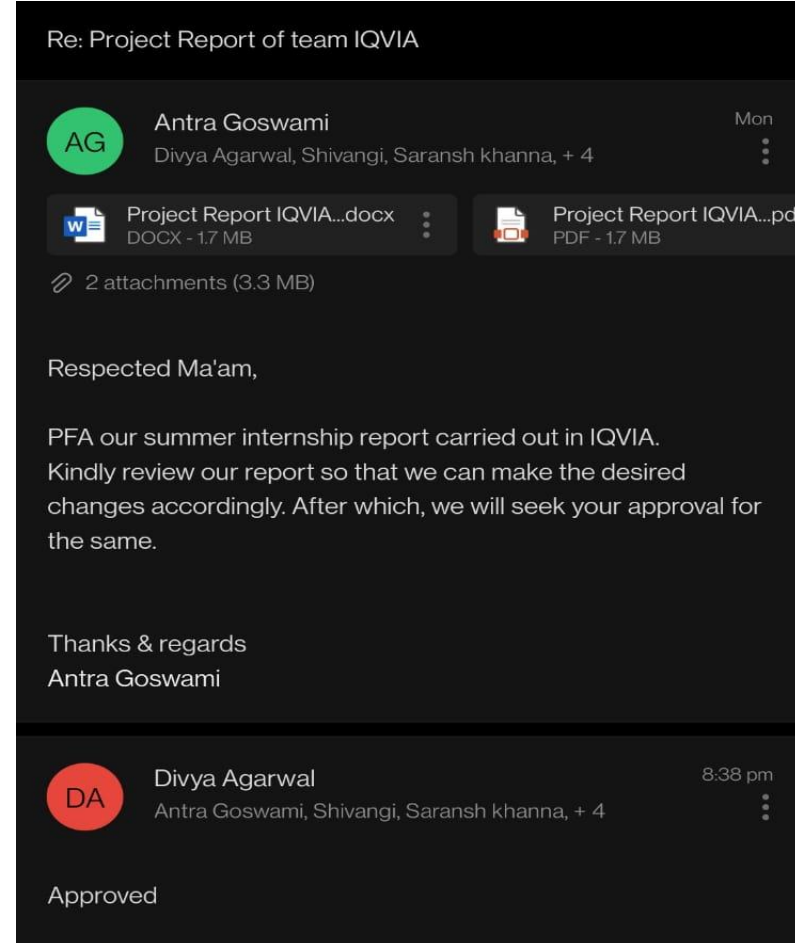 Re: Project Report of team IQVIA
AG
Antra Goswami
Mon
Divya Agarwal, Shivangi, Saransh khanna, + 4
Project Report IQVIA...docx
DOCX - 1.7 MB
Project Report IQVIA...pd
PDF - 1.7 MB
2 attachments (3.3 MB)
Respected Ma'am,
PFA our summer internship report carried out in IQVIA.
Kindly review our report so that we can make the desired
changes accordingly. After which, we will seek your approval for
the same.
Thanks & regards
Antra Goswami
DA
Divya Agarwal
8:38 pm
Antra Goswami, Shivangi, Saransh khanna, + 4
Approved